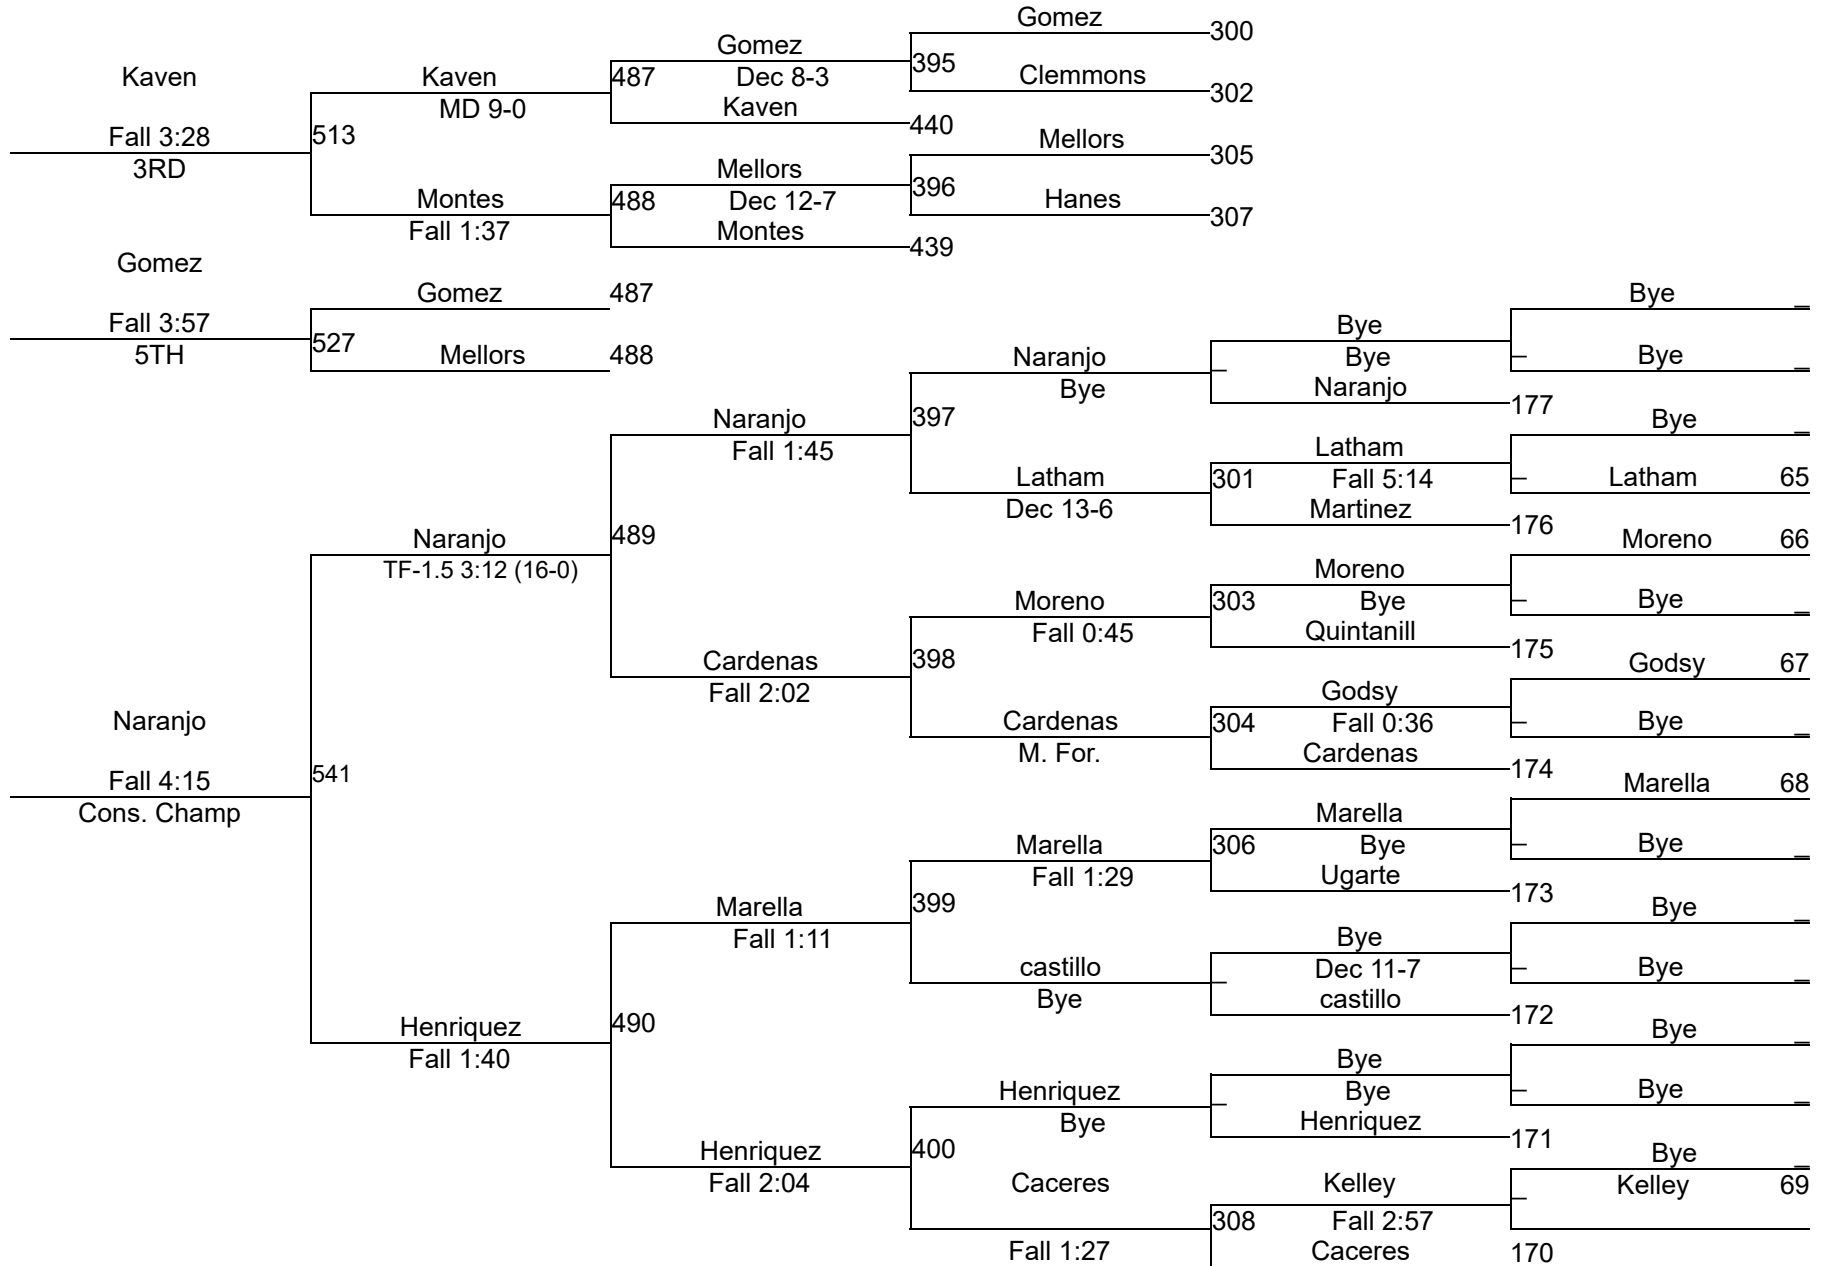 Gomez 300
Gomez 395
Kaven Kaven 487 Dec 8-3 Clemmons 302
MD 9-0 Kaven
Fall 3:28 513 440 Mellors 305
3RD Mellors 396
Montes 488 Dec 12-7 Hanes 307
Fall 1:37 Montes 439
Gomez
Gomez 487 Bye _
Fall 3:57 527 Bye
5TH Mellors 488 Naranjo _ Bye _ Bye _
Bye Naranjo 177
Naranjo 397 Bye _
Fall 1:45 Latham
Latham 301 Fall 5:14 _ Latham 65
Dec 13-6 Martinez 176
Naranjo 489 Moreno 66
TF-1.5 3:12 (16-0) Moreno
Moreno 303 Bye _ Bye _
Fall 0:45 Quintanill 175
Cardenas 398 Godsy 67
Fall 2:02 Godsy
Naranjo Cardenas 304 Fall 0:36 _ Bye _
M. For. Cardenas 174
Fall 4:15 541 Marella 68
Cons. Champ Marella
Marella 306 Bye _ Bye _
Fall 1:29 Ugarte 173
Marella 399 Bye _
Fall 1:11 Bye
castillo _ Dec 11-7 _ Bye _
Bye castillo 172
Henriquez 490 Bye _
Fall 1:40 Bye
Henriquez _ Bye _ Bye _
Bye Henriquez 171
Henriquez 400 Bye _
Fall 2:04 Caceres Kelley _ Kelley 69
308 Fall 2:57
Fall 1:27 Caceres 170